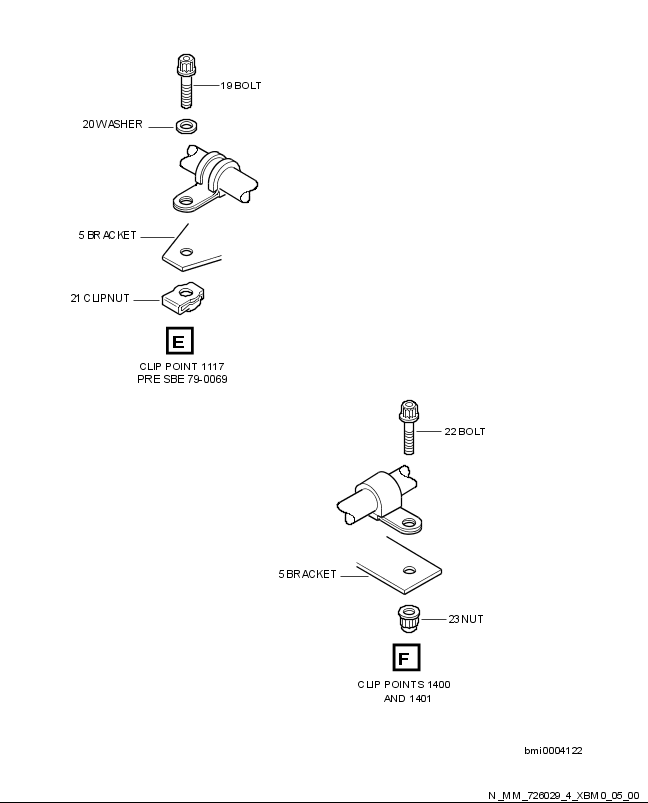 19 BOLT
20 WASHER
5 BRACKET
21 CLIPNUT
E
CLIP POINT 1117
PRE SBE 79-0069
22 BOLT
5 BRACKET
23 NUT
F
CLIP POINTS 1400
AND 1401
bmi0004122
N_MM_726029_4_XBM0_05_00